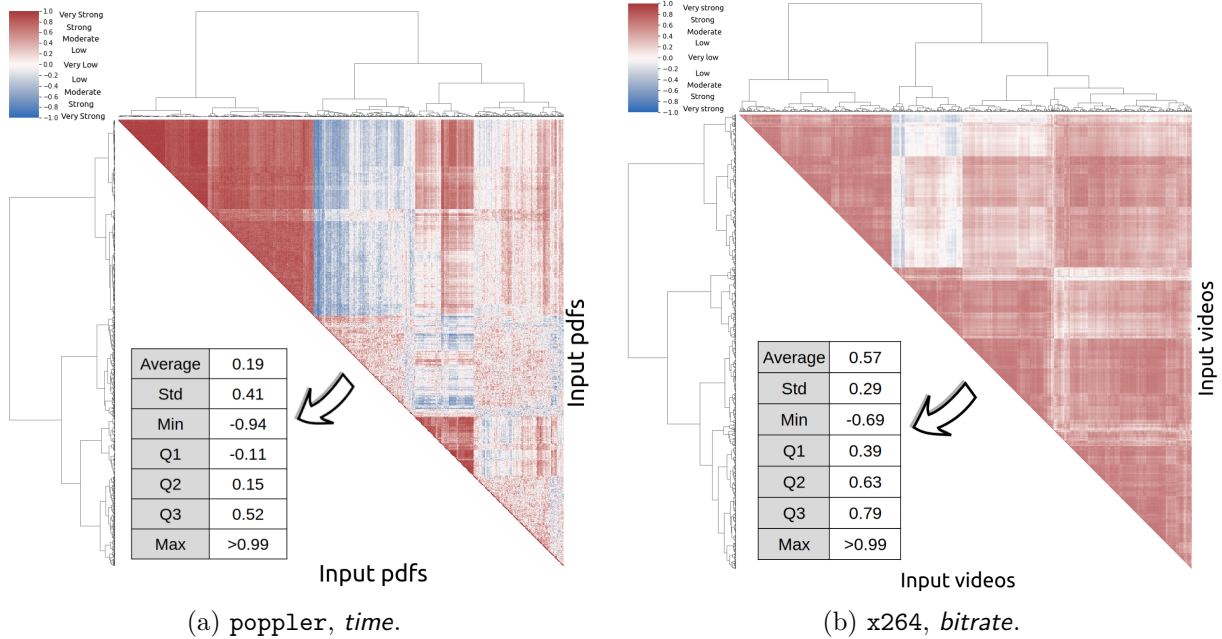 1.0 Very Strong
0.8 Strong
0.6 Moderate
0.4 Low
0.2
0.0 Very Low
−0.2
−0.4 Low
−0.6 Moderate
−0.8 Strong
−1.0 Very Strong
Input pdfs
Average 0.19
Std 0.41
Min -0.94
Q1 -0.11
Q2 0.15
Q3 0.52
Max >0.99
Input pdfs
(a) poppler, time.
1.0 Very strong
0.8 Strong
0.6 Moderate
0.4 Low
0.2
0.0 Very low
−0.2
−0.4 Low
−0.6 Moderate
−0.8 Strong
−1.0 Very strong
Input videos
Average 0.57
Std 0.29
Min -0.69
Q1 0.39
Q2 0.63
Q3 0.79
Max >0.99
Input videos
(b) x264, bitrate.